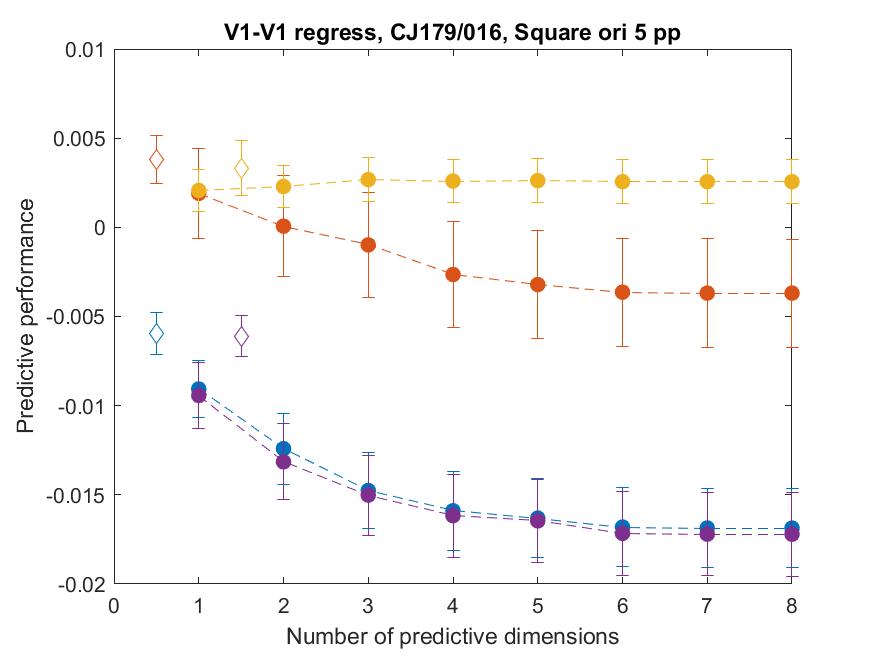 V1-V1 regress, CJ179/016, Square ori 5 pp
0.01
0.005
0
-0.005
-0.01
-0.015
-0.02
Predictive performance
0 1 2 3 4 5 6 7 8
Number of predictive dimensions